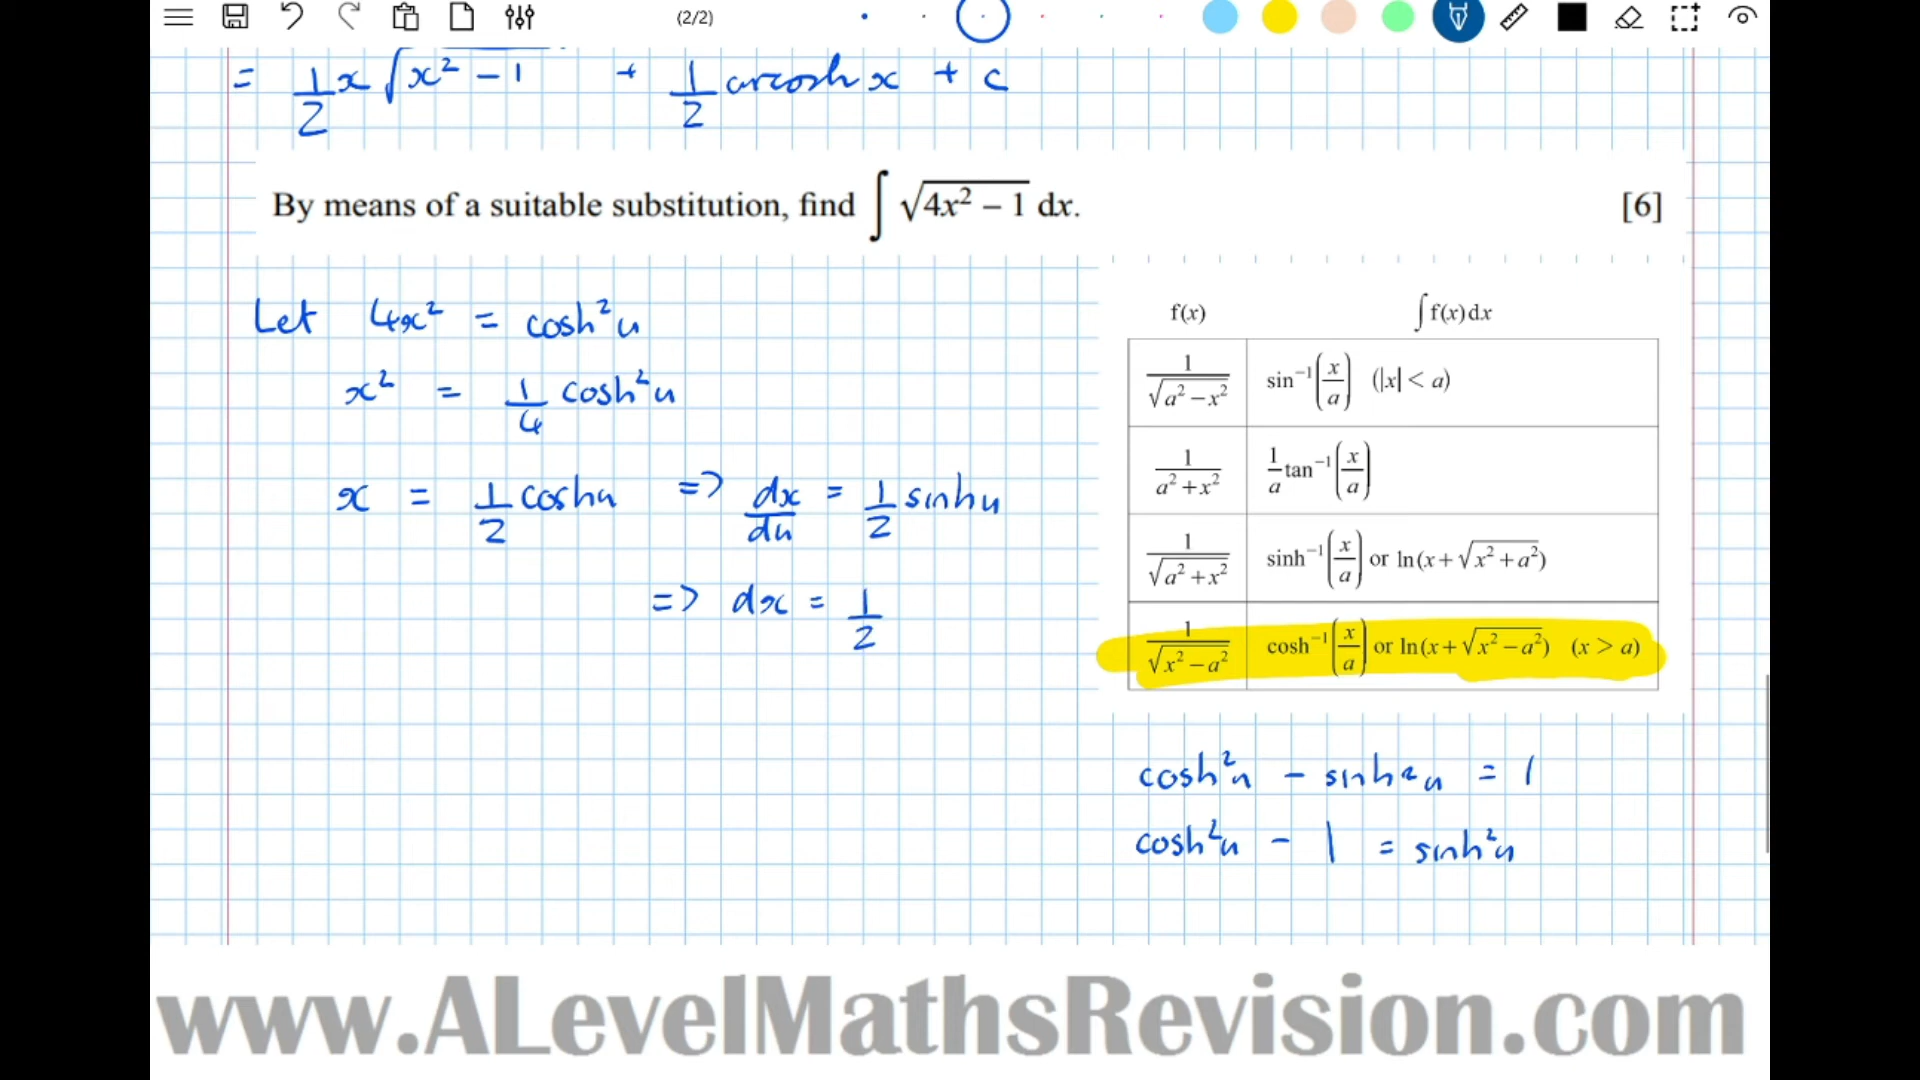 (2/2)
= 1/2 x √(x² − 1) + 1/2 arcosh x + c
By means of a suitable substitution, find ∫ √(4x² − 1) dx. [6]
Let 4x² = cosh²u
x² = 1/4 cosh²u
x = 1/2 coshu => dx/du = 1/2 sinhu
=> dx = 1/2
f(x) ∫ f(x) dx
1/√(a² − x²) sin⁻¹(x/a) (|x| < a)
1/(a² + x²) 1/a tan⁻¹(x/a)
1/√(a² + x²) sinh⁻¹(x/a) or ln(x + √(x² + a²))
1/√(x² − a²) cosh⁻¹(x/a) or ln(x + √(x² − a²)) (x > a)
cosh²u − sinh²u = 1
cosh²u − 1 = sinh²u
www.ALevelMathsRevision.com